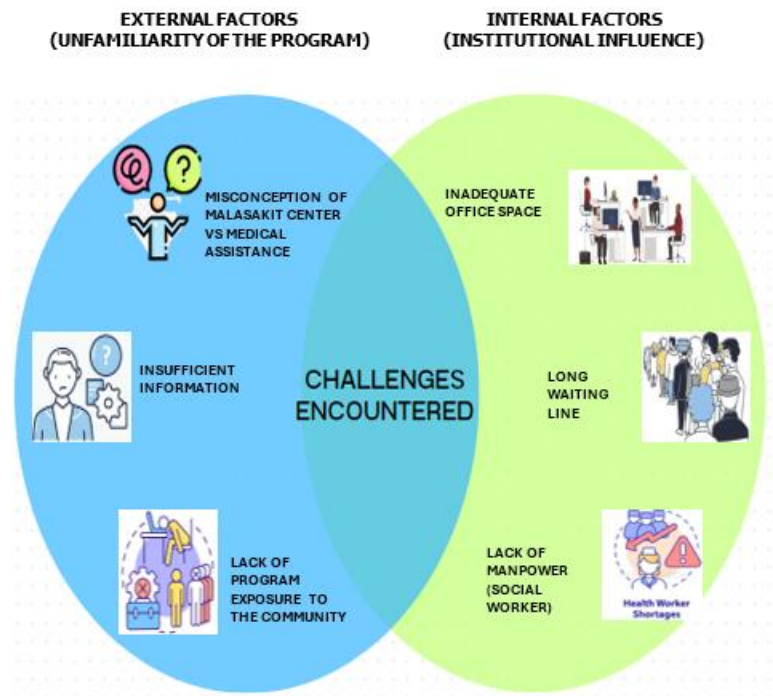 EXTERNAL FACTORS
(UNFAMILIARITY OF THE PROGRAM)
INTERNAL FACTORS
(INSTITUTIONAL INFLUENCE)
MISCONCEPTION OF
MALASAKIT CENTER
VS MEDICAL
ASSISTANCE
INADEQUATE
OFFICE SPACE
INSUFFICIENT
INFORMATION
CHALLENGES
ENCOUNTERED
LONG
WAITING
LINE
LACK OF
PROGRAM
EXPOSURE TO
THE COMMUNITY
LACK OF
MANPOWER
(SOCIAL
WORKER)
Health Worker
Shortages